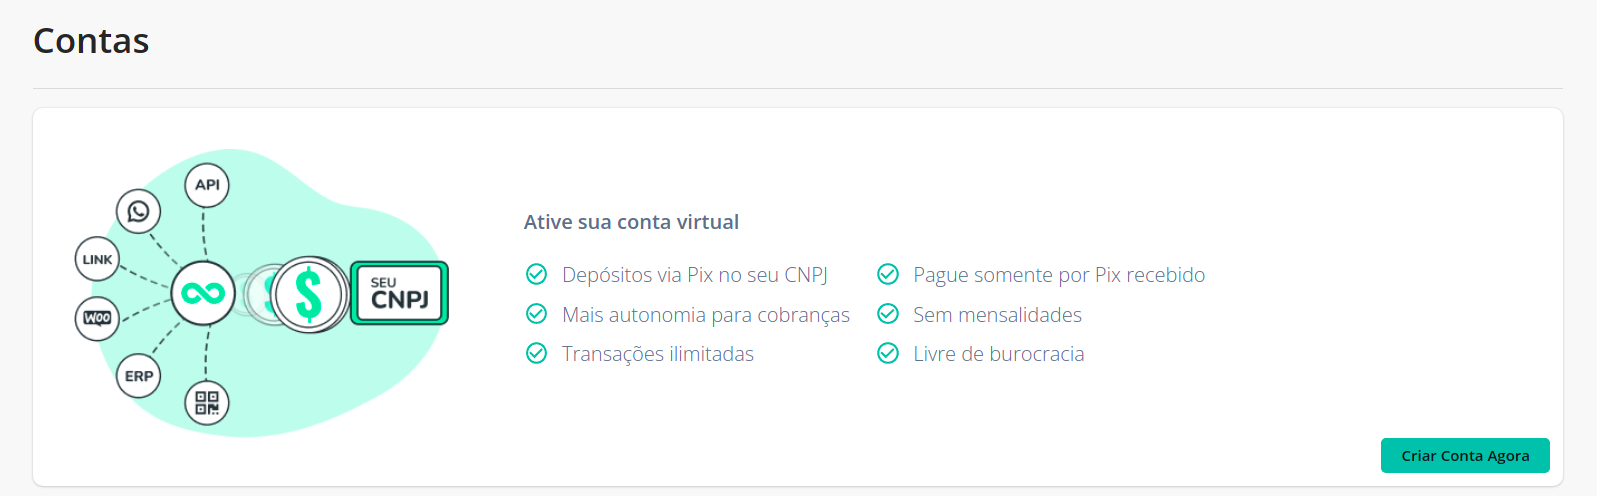 Contas
API
LINK
WOO
ERP
$
$
SEU
CNPJ
Ative sua conta virtual
Depósitos via Pix no seu CNPJ
Mais autonomia para cobranças
Transações ilimitadas
Pague somente por Pix recebido
Sem mensalidades
Livre de burocracia
Criar Conta Agora